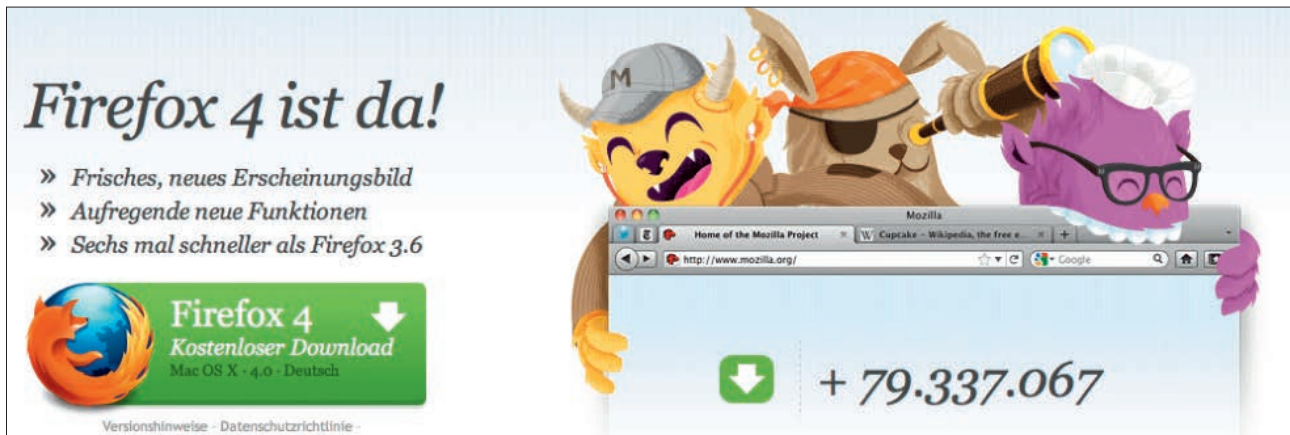 Firefox 4 ist da!
» Frisches, neues Erscheinungsbild
» Aufregende neue Funktionen
» Sechs mal schneller als Firefox 3.6
Firefox 4
Kostenloser Download
Mac OS X · 4.0 · Deutsch
Versionshinweise - Datenschutzrichtlinie -
M
Mozilla
Home of the Mozilla Project
W Cupcake – Wikipedia, the free e...
http://www.mozilla.org/
Google
+ 79.337.067